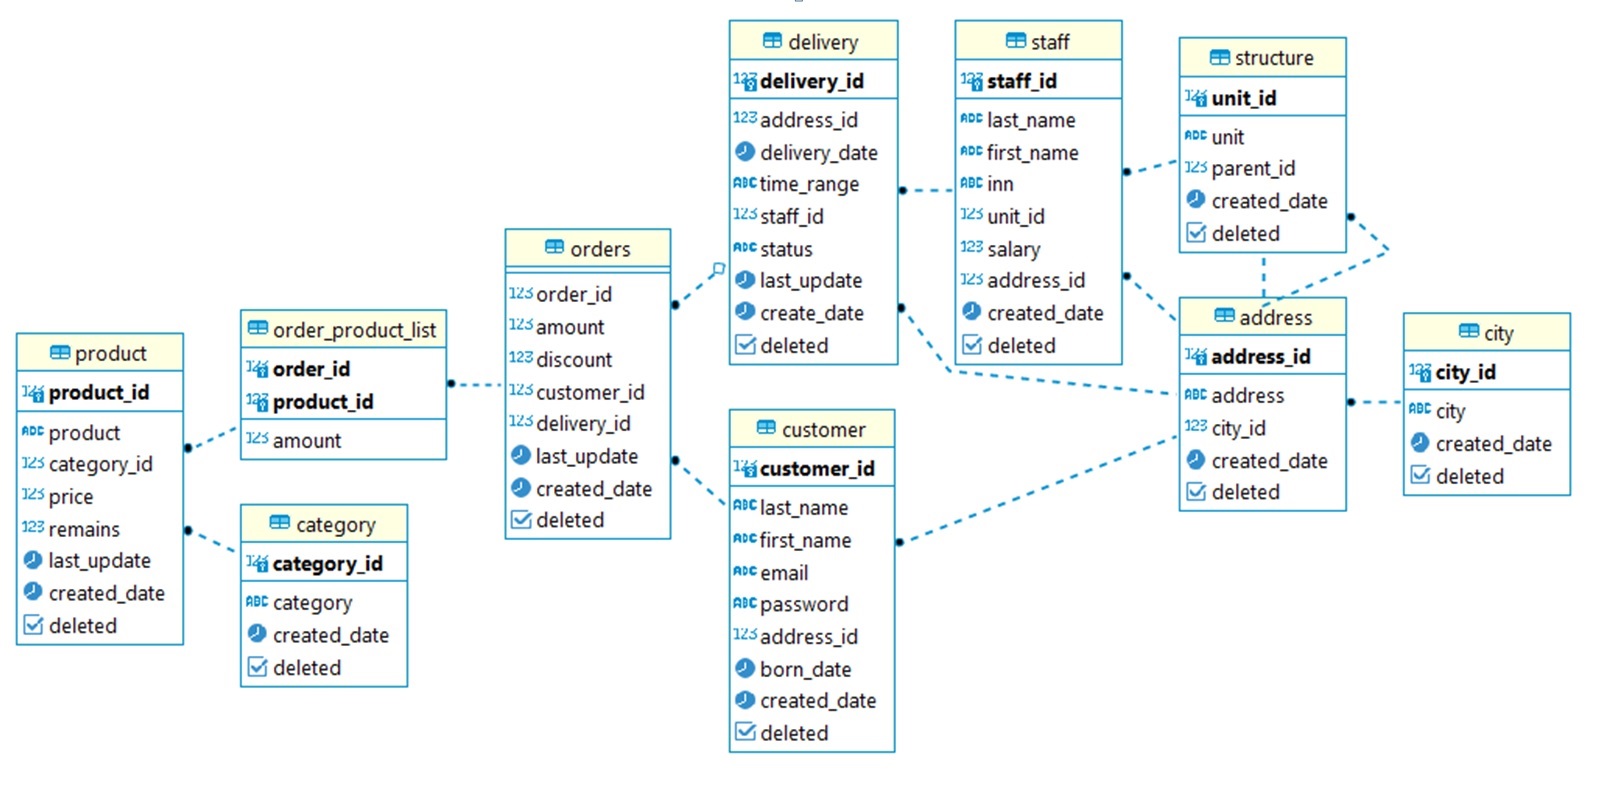 product
product_id
product
category_id
price
remains
last_update
created_date
deleted
order_product_list
order_id
product_id
amount
category
category_id
category
created_date
deleted
orders
order_id
amount
discount
customer_id
delivery_id
last_update
created_date
deleted
delivery
delivery_id
address_id
delivery_date
time_range
staff_id
status
last_update
create_date
deleted
customer
customer_id
last_name
first_name
email
password
address_id
born_date
created_date
deleted
staff
staff_id
last_name
first_name
inn
unit_id
salary
address_id
created_date
deleted
structure
unit_id
unit
parent_id
created_date
deleted
address
address_id
address
city_id
created_date
deleted
city
city_id
city
created_date
deleted